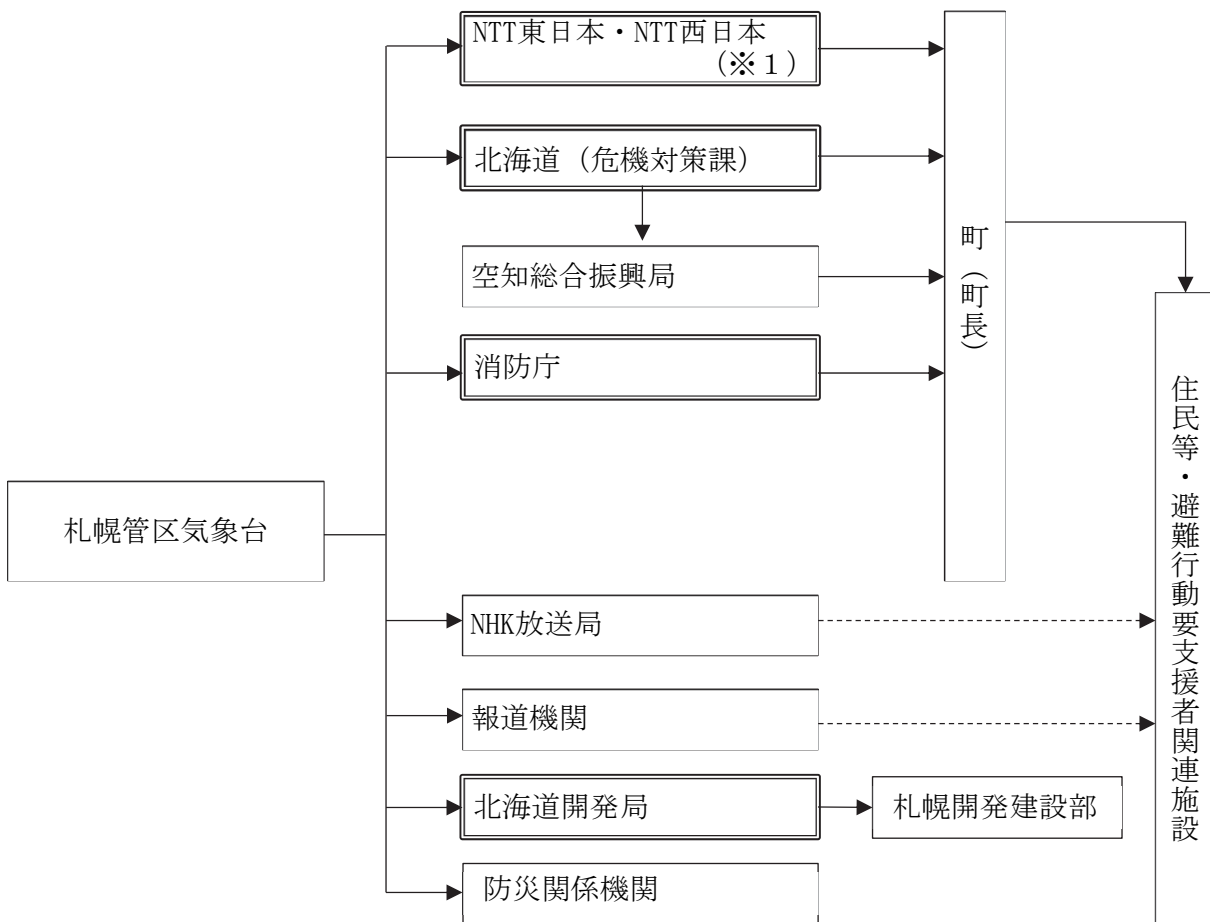 NTT東日本・NTT西日本
(※1)
北海道（危機対策課）
空知総合振興局
消防庁
町（町長）
札幌管区気象台
住民等・避難行動要支援者関連施設
NHK放送局
報道機関
北海道開発局
札幌開発建設部
防災関係機関